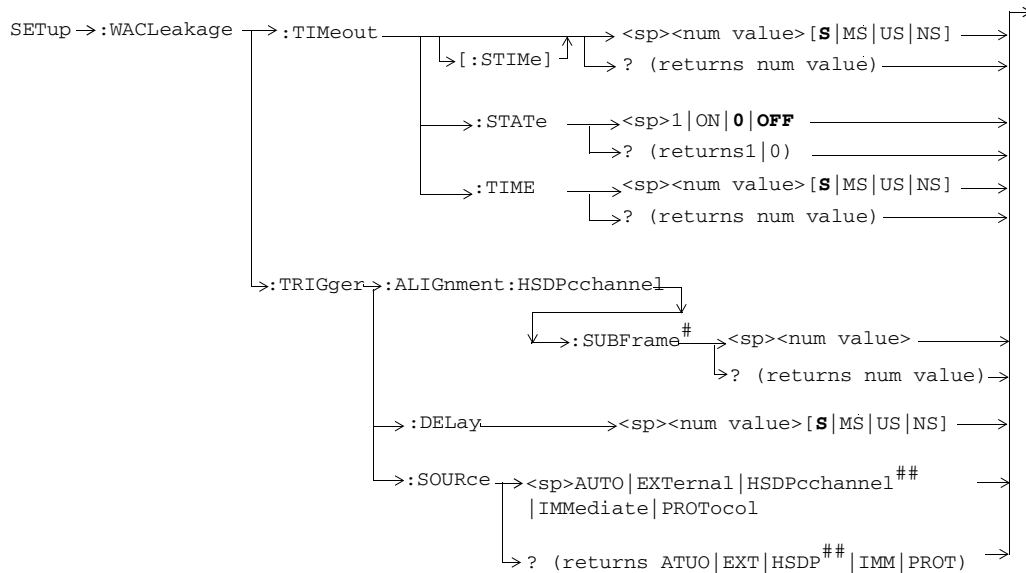 SETup :WACLeakage :TIMeout <sp><num value>[S|MS|US|NS]
[:STIMe] ? (returns num value)
:STATe <sp>1|ON|0|OFF
? (returns1|0)
:TIME <sp><num value>[S|MS|US|NS]
? (returns num value)
:TRIGger :ALIGnment:HSDPcchannel
:SUBFrame# <sp><num value>
? (returns num value)
:DELay <sp><num value>[S|MS|US|NS]
:SOURce <sp>AUTO|EXTernal|HSDPcchannel##
|IMMediate|PROTocol
? (returns ATUO|EXT|HSDP##|IMM|PROT)